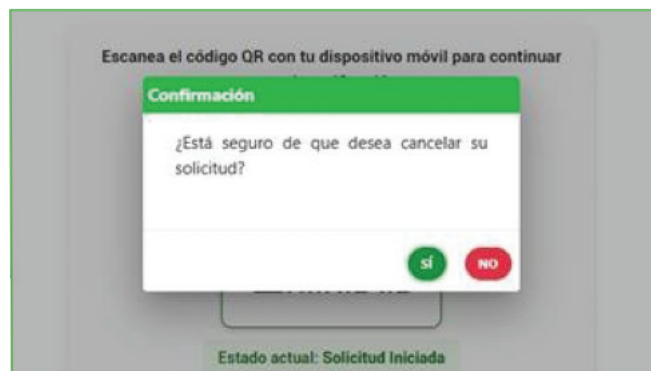 Escanea el código QR con tu dispositivo móvil para continuar
Confirmación
¿Está seguro de que desea cancelar su
solicitud?
SÍ NO
Estado actual: Solicitud Iniciada